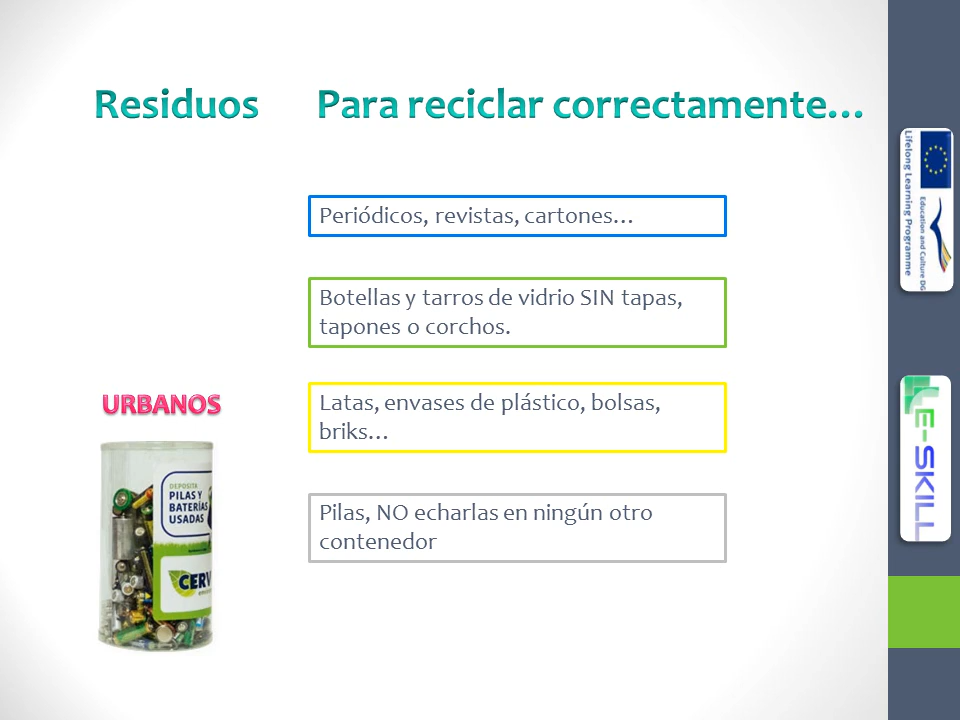 Residuos Para reciclar correctamente…
Periódicos, revistas, cartones…
Botellas y tarros de vidrio SIN tapas,
tapones o corchos.
URBANOS
Latas, envases de plástico, bolsas,
briks…
DEPOSITA
PILAS Y
BATERÍAS
USADAS
CERV
Pilas, NO echarlas en ningún otro
contenedor
Lifelong Learning Programme
Education and Culture DG
E-SKILL